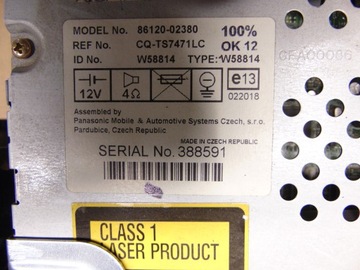 MODEL No. 86120-02380 100%
REF No. CQ-TS7471LC OK 12
ID No. W58814 TYPE: W58814
12V 4Ω e13
022018
Assembled by
Panasonic Mobile & Automotive Systems Czech, s.r.o.
Pardubice, Czech Republic
MADE IN CZECH REPUBLIC
SERIAL No. 388591
CLASS 1
LASER PRODUCT